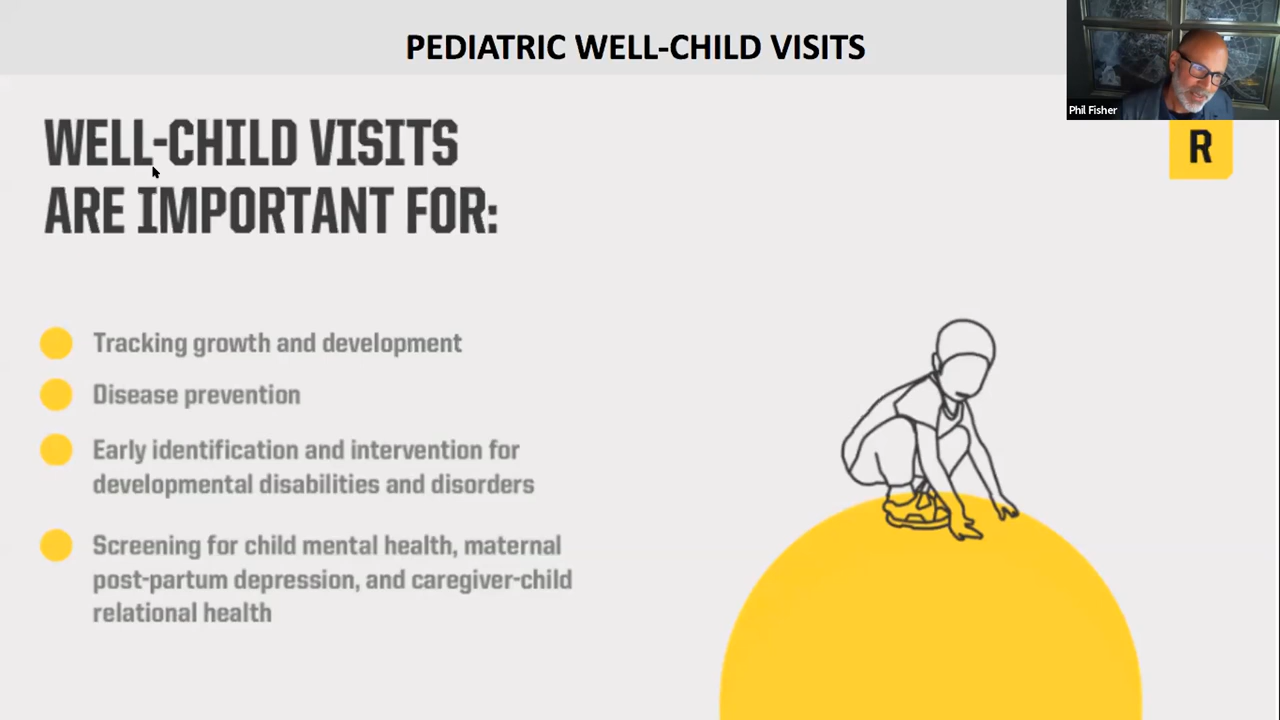 PEDIATRIC WELL-CHILD VISITS
Phil Fisher
R
WELL-CHILD VISITS
ARE IMPORTANT FOR:
Tracking growth and development
Disease prevention
Early identification and intervention for
developmental disabilities and disorders
Screening for child mental health, maternal
post-partum depression, and caregiver-child
relational health